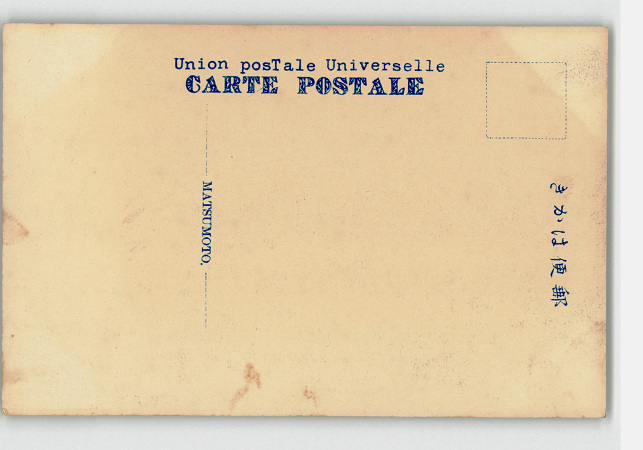 Union posTale Universelle
CARTE POSTALE
MATSUMOTO.
きかは便郵